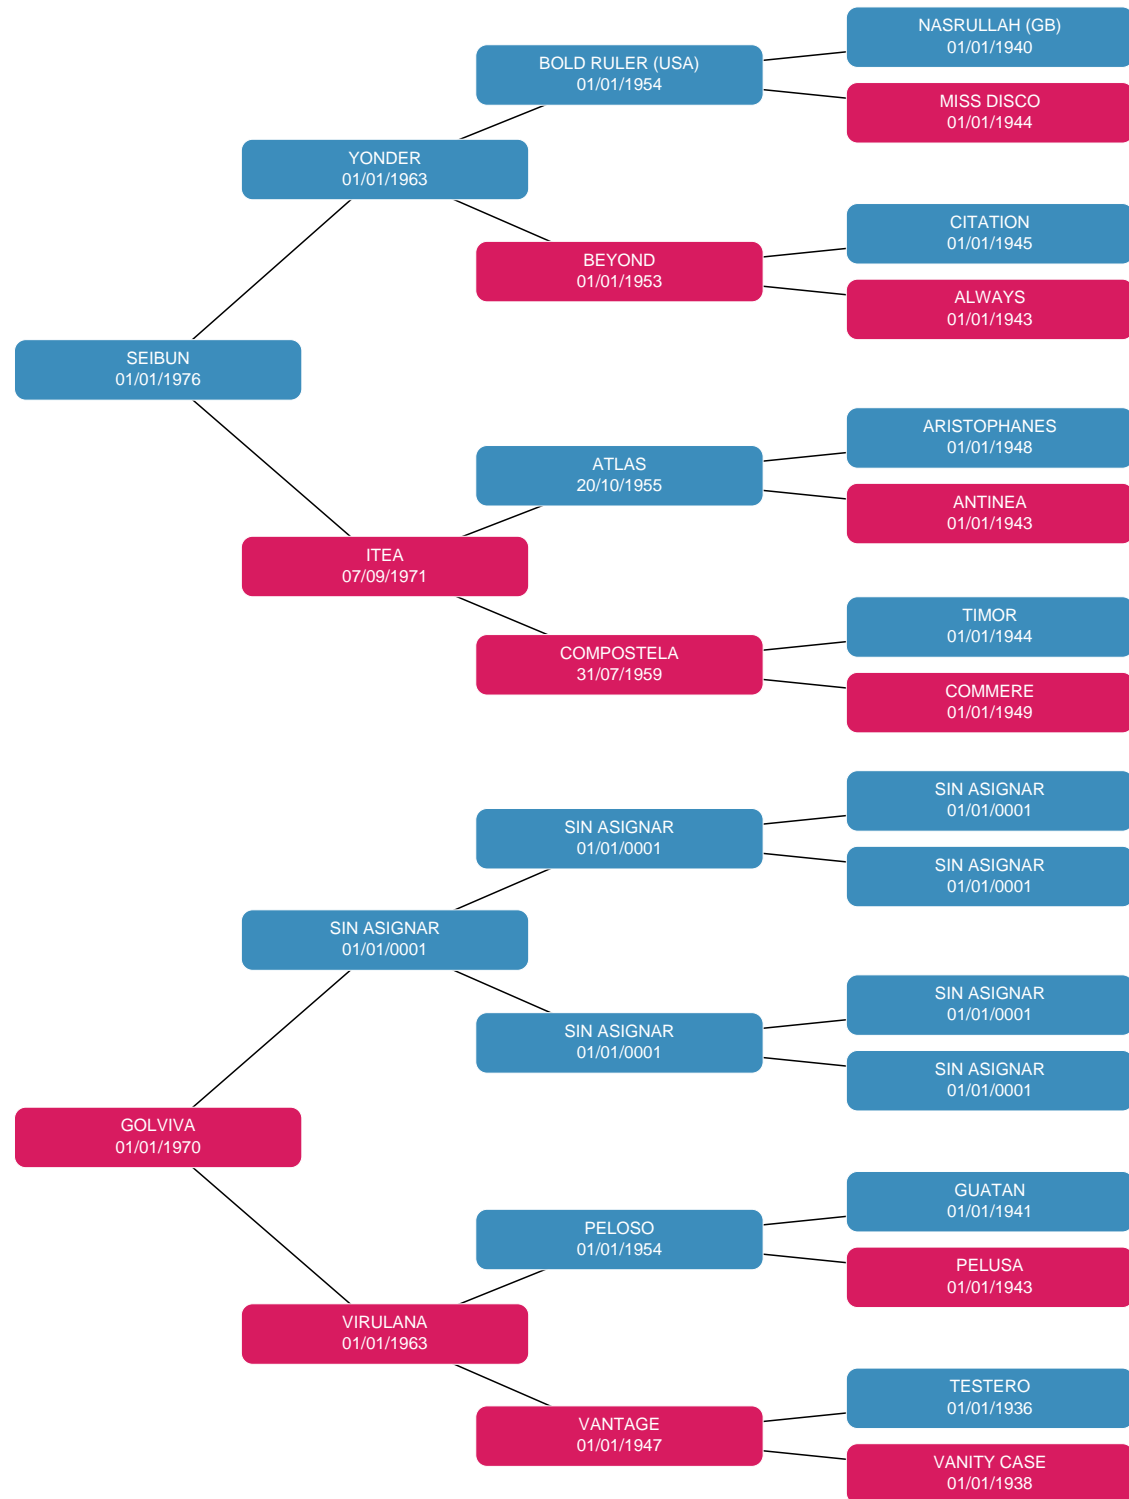 NASRULLAH (GB)
01/01/1940
BOLD RULER (USA)
01/01/1954
MISS DISCO
01/01/1944
YONDER
01/01/1963
CITATION
01/01/1945
BEYOND
01/01/1953
ALWAYS
01/01/1943
SEIBUN
01/01/1976
ARISTOPHANES
01/01/1948
ATLAS
20/10/1955
ANTINEA
01/01/1943
ITEA
07/09/1971
TIMOR
01/01/1944
COMPOSTELA
31/07/1959
COMMERE
01/01/1949
SIN ASIGNAR
01/01/0001
SIN ASIGNAR
01/01/0001
SIN ASIGNAR
01/01/0001
SIN ASIGNAR
01/01/0001
SIN ASIGNAR
01/01/0001
SIN ASIGNAR
01/01/0001
SIN ASIGNAR
01/01/0001
GOLVIVA
01/01/1970
GUATAN
01/01/1941
PELOSO
01/01/1954
PELUSA
01/01/1943
VIRULANA
01/01/1963
TESTERO
01/01/1936
VANTAGE
01/01/1947
VANITY CASE
01/01/1938